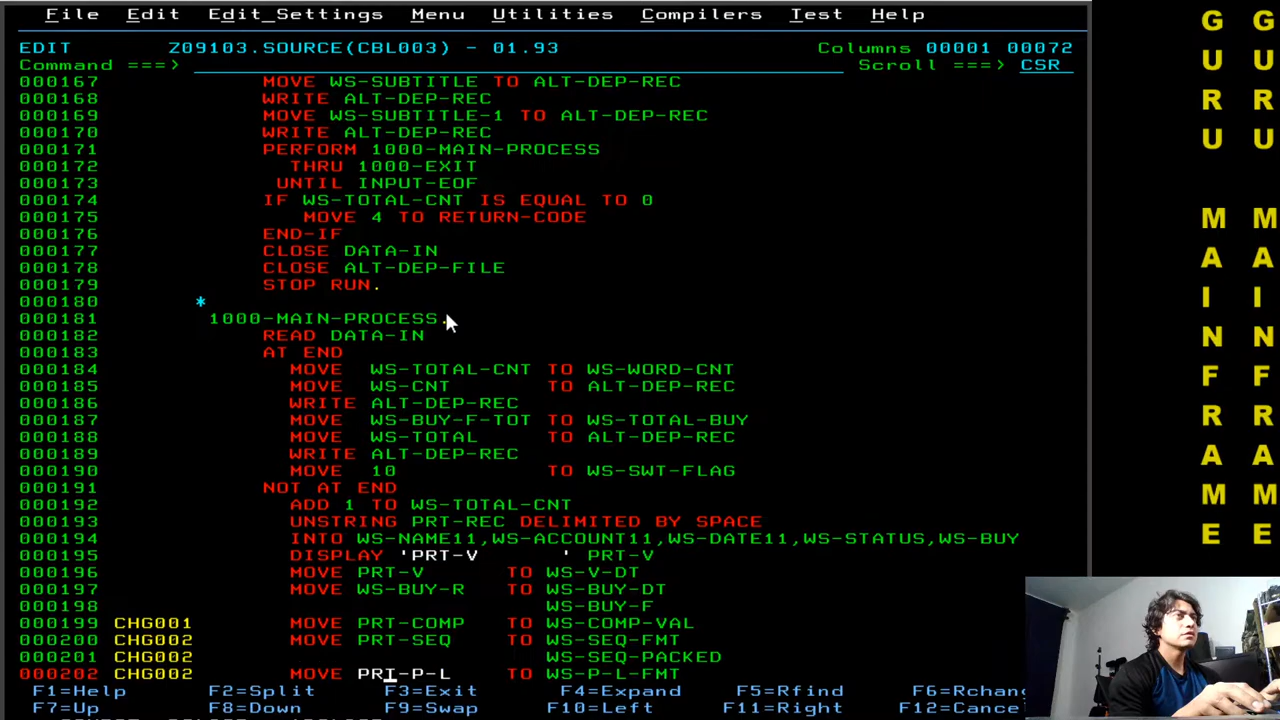 File Edit Edit_Settings Menu Utilities Compilers Test Help
EDIT Z09103.SOURCE(CBL003) - 01.93 Columns 00001 00072
Command ===> Scroll ===> CSR
000167 MOVE WS-SUBTITLE TO ALT-DEP-REC
000168 WRITE ALT-DEP-REC
000169 MOVE WS-SUBTITLE-1 TO ALT-DEP-REC
000170 WRITE ALT-DEP-REC
000171 PERFORM 1000-MAIN-PROCESS
000172 THRU 1000-EXIT
000173 UNTIL INPUT-EOF
000174 IF WS-TOTAL-CNT IS EQUAL TO 0
000175 MOVE 4 TO RETURN-CODE
000176 END-IF
000177 CLOSE DATA-IN
000178 CLOSE ALT-DEP-FILE
000179 STOP RUN.
000180 *
000181 1000-MAIN-PROCESS.
000182 READ DATA-IN
000183 AT END
000184 MOVE WS-TOTAL-CNT TO WS-WORD-CNT
000185 MOVE WS-CNT TO ALT-DEP-REC
000186 WRITE ALT-DEP-REC
000187 MOVE WS-BUY-F-TOT TO WS-TOTAL-BUY
000188 MOVE WS-TOTAL TO ALT-DEP-REC
000189 WRITE ALT-DEP-REC
000190 MOVE 10 TO WS-SWT-FLAG
000191 NOT AT END
000192 ADD 1 TO WS-TOTAL-CNT
000193 UNSTRING PRT-REC DELIMITED BY SPACE
000194 INTO WS-NAME11,WS-ACCOUNT11,WS-DATE11,WS-STATUS,WS-BUY
000195 DISPLAY 'PRT-V ' PRT-V
000196 MOVE PRT-V TO WS-V-DT
000197 MOVE WS-BUY-R TO WS-BUY-DT
000198 WS-BUY-F
000199 CHG001 MOVE PRT-COMP TO WS-COMP-VAL
000200 CHG002 MOVE PRT-SEQ TO WS-SEQ-FMT
000201 CHG002 WS-SEQ-PACKED
000202 CHG002 MOVE PRT-P-L TO WS-P-L-FMT
F1=Help F2=Split F3=Exit F4=Expand F5=Rfind F6=Rchang
F7=Up F8=Down F9=Swap F10=Left F11=Right F12=Cance
GURU MAINFRAME
GURU MAINFRAME